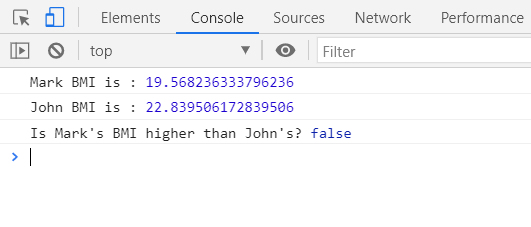 Elements Console Sources Network Performance
top ▼ Filter
Mark BMI is : 19.568236333796236
John BMI is : 22.839506172839506
Is Mark's BMI higher than John's? false
>